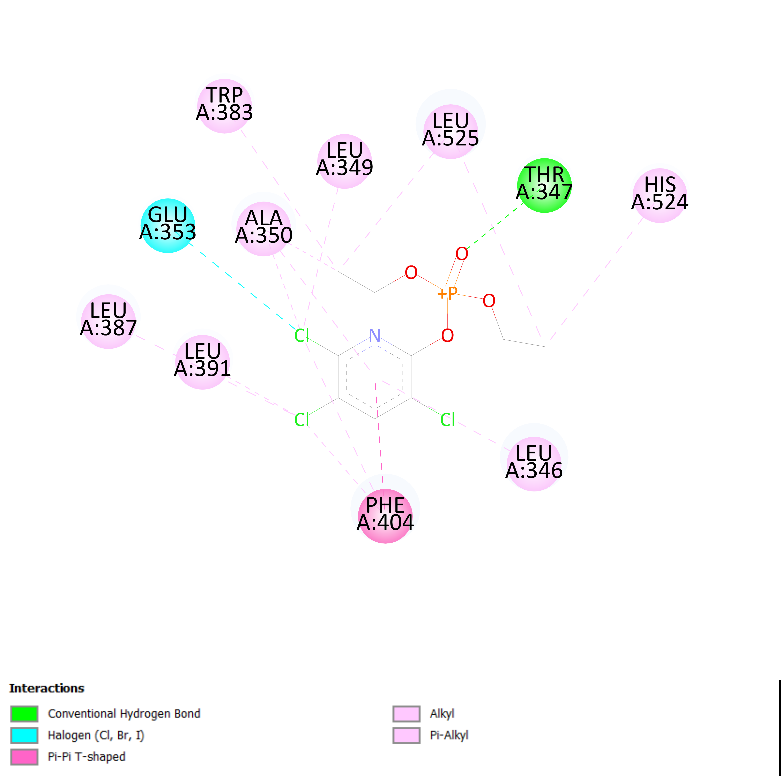 TRP
A:383
LEU
A:349
LEU
A:525
THR
A:347
HIS
A:524
GLU
A:353
ALA
A:350
O
+P
O
O
LEU
A:387
Cl
N
O
LEU
A:391
Cl
Cl
LEU
A:346
PHE
A:404
Interactions
Conventional Hydrogen Bond
Halogen (Cl, Br, I)
Pi-Pi T-shaped
Alkyl
Pi-Alkyl